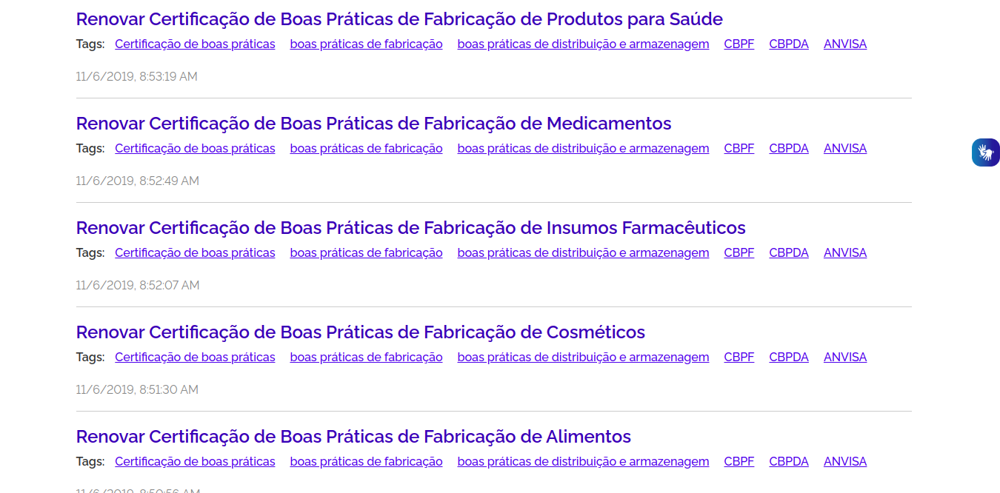 Renovar Certificação de Boas Práticas de Fabricação de Produtos para Saúde
Tags: Certificação de boas práticas boas práticas de fabricação boas práticas de distribuição e armazenagem CBPF CBPDA ANVISA
11/6/2019, 8:53:19 AM
Renovar Certificação de Boas Práticas de Fabricação de Medicamentos
Tags: Certificação de boas práticas boas práticas de fabricação boas práticas de distribuição e armazenagem CBPF CBPDA ANVISA
11/6/2019, 8:52:49 AM
Renovar Certificação de Boas Práticas de Fabricação de Insumos Farmacêuticos
Tags: Certificação de boas práticas boas práticas de fabricação boas práticas de distribuição e armazenagem CBPF CBPDA ANVISA
11/6/2019, 8:52:07 AM
Renovar Certificação de Boas Práticas de Fabricação de Cosméticos
Tags: Certificação de boas práticas boas práticas de fabricação boas práticas de distribuição e armazenagem CBPF CBPDA ANVISA
11/6/2019, 8:51:30 AM
Renovar Certificação de Boas Práticas de Fabricação de Alimentos
Tags: Certificação de boas práticas boas práticas de fabricação boas práticas de distribuição e armazenagem CBPF CBPDA ANVISA
11/6/2019, 8:50:56 AM